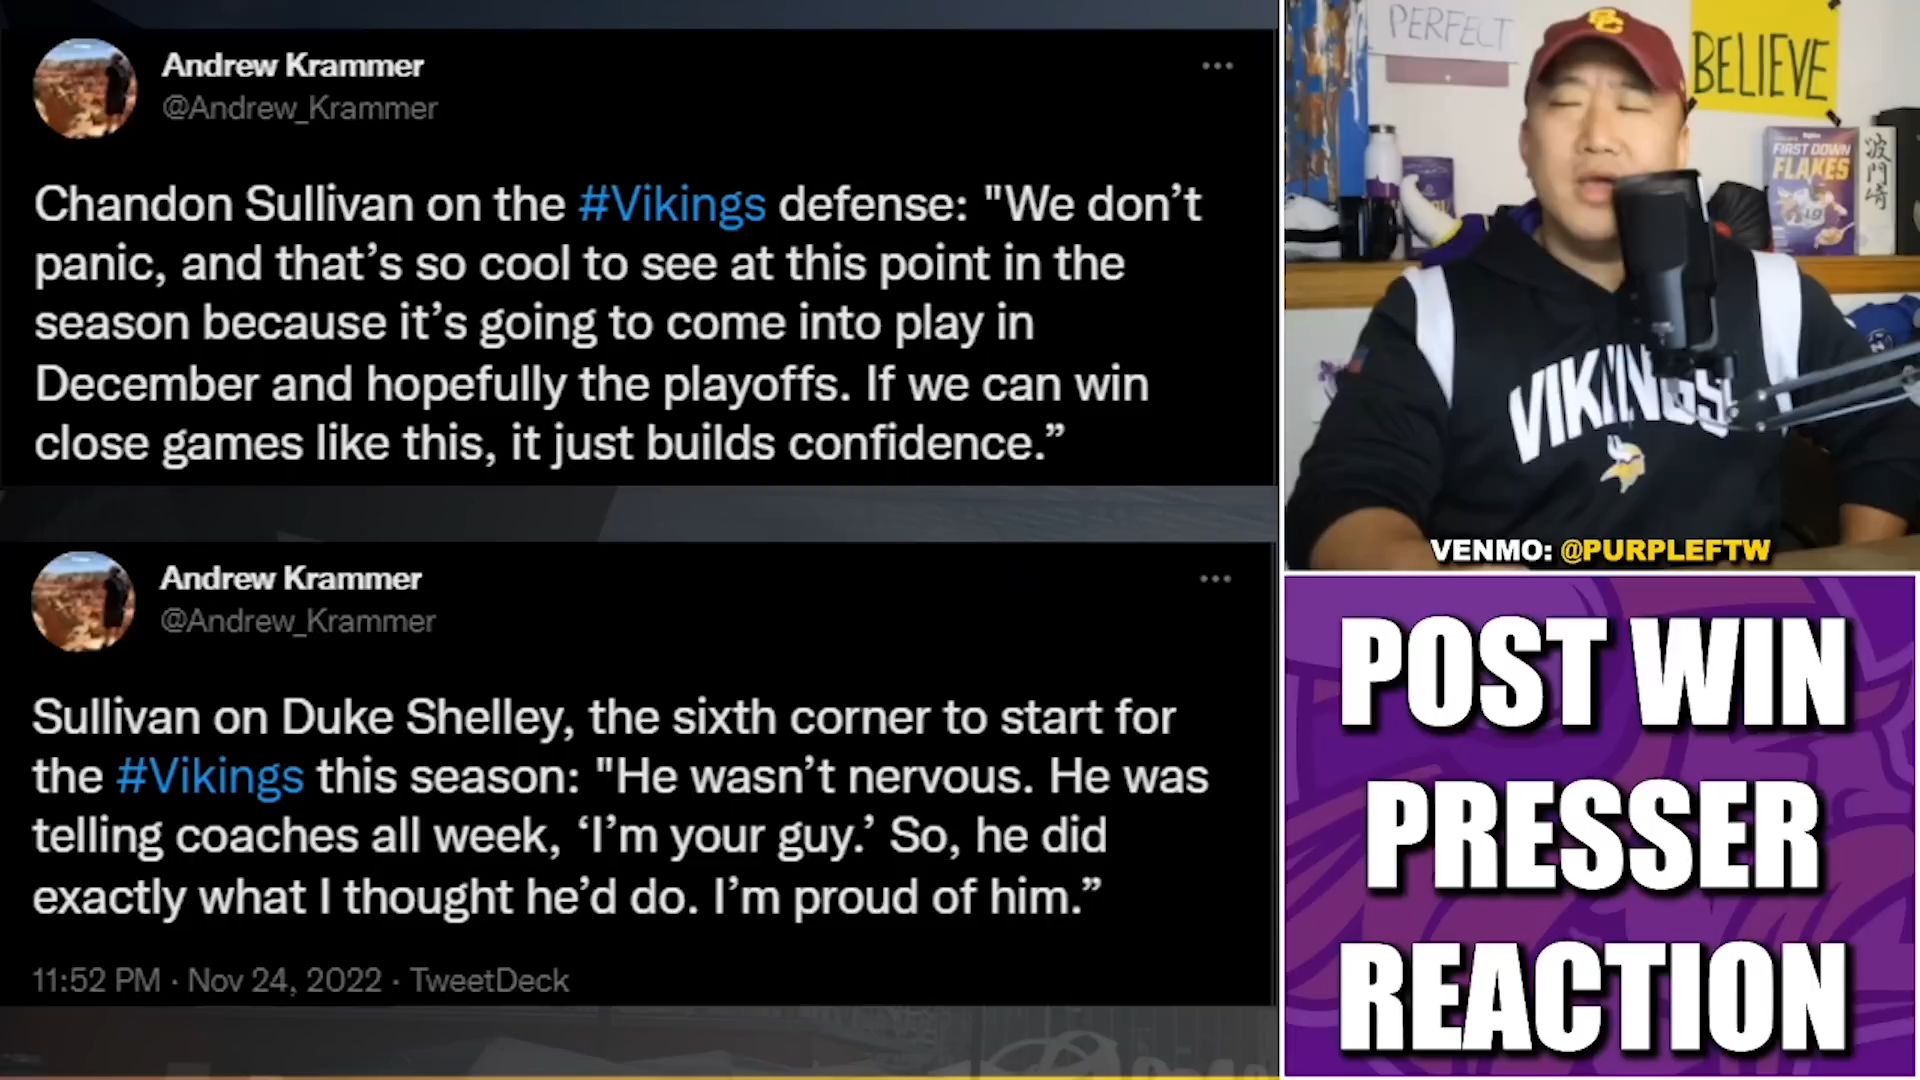 Andrew Krammer
@Andrew_Krammer
Chandon Sullivan on the #Vikings defense: "We don’t
panic, and that’s so cool to see at this point in the
season because it’s going to come into play in
December and hopefully the playoffs. If we can win
close games like this, it just builds confidence.”
Andrew Krammer
@Andrew_Krammer
Sullivan on Duke Shelley, the sixth corner to start for
the #Vikings this season: "He wasn’t nervous. He was
telling coaches all week, ‘I’m your guy.’ So, he did
exactly what I thought he’d do. I’m proud of him.”
11:52 PM · Nov 24, 2022 · TweetDeck
PERFECT
BELIEVE
FIRST DOWN
FLAKES
波
門
崎
SC
VIKINGS
VENMO: @PURPLEFTW
POST WIN
PRESSER
REACTION